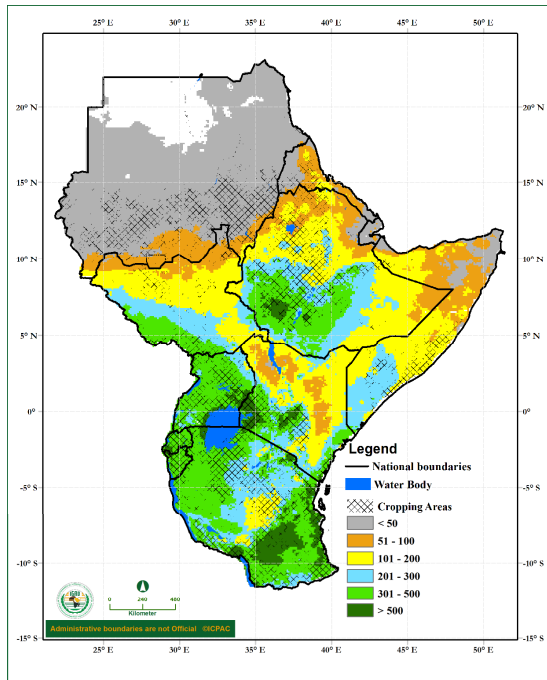 25° E 30° E 35° E 40° E 45° E 50° E
20° N 20° N
15° N 15° N
10° N 10° N
5° N 5° N
0° 0°
-5° S -5° S
-10° S -10° S
-15° S -15° S
25° E 30° E 35° E 40° E 45° E 50° E
Legend
National boundaries
Water Body
Cropping Areas
< 50
51 - 100
101 - 200
201 - 300
301 - 500
> 500
IGAD
0 240 480
Kilometer
Administrative boundaries are not Official ©ICPAC